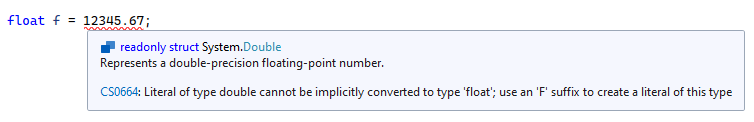 float f = 12345.67;
readonly struct System.Double
Represents a double-precision floating-point number.
CS0664: Literal of type double cannot be implicitly converted to type 'float'; use an 'F' suffix to create a literal of this type